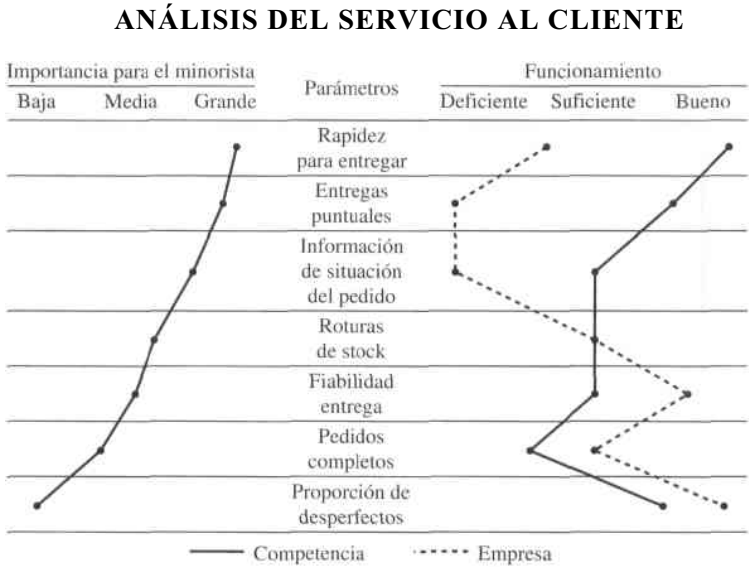 ANÁLISIS DEL SERVICIO AL CLIENTE
Importancia para el minorista
Parámetros
Funcionamiento
Baja Media Grande
Deficiente Suficiente Bueno
Rapidez
para entregar
Entregas
puntuales
Información
de situación
del pedido
Roturas
de stock
Fiabilidad
entrega
Pedidos
completos
Proporción de
desperfectos
Competencia Empresa